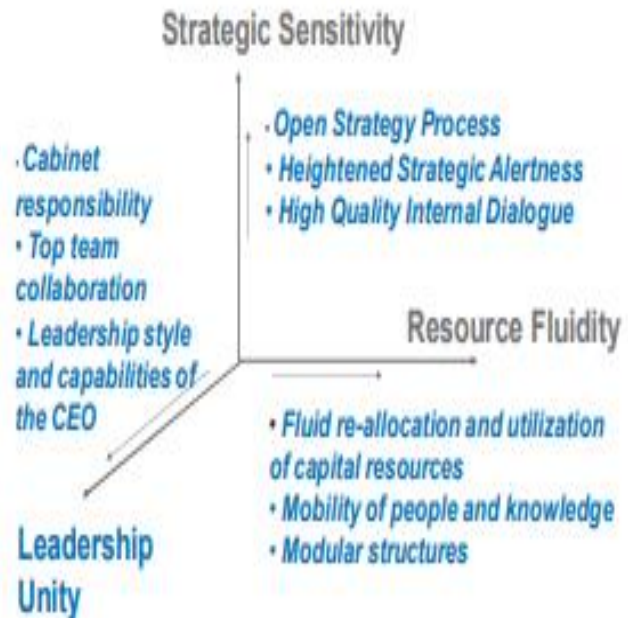 Strategic Sensitivity
· Open Strategy Process
• Heightened Strategic Alertness
• High Quality Internal Dialogue
· Cabinet
responsibility
• Top team
collaboration
• Leadership style
and capabilities of
the CEO
Resource Fluidity
• Fluid re-allocation and utilization
of capital resources
• Mobility of people and knowledge
• Modular structures
Leadership
Unity